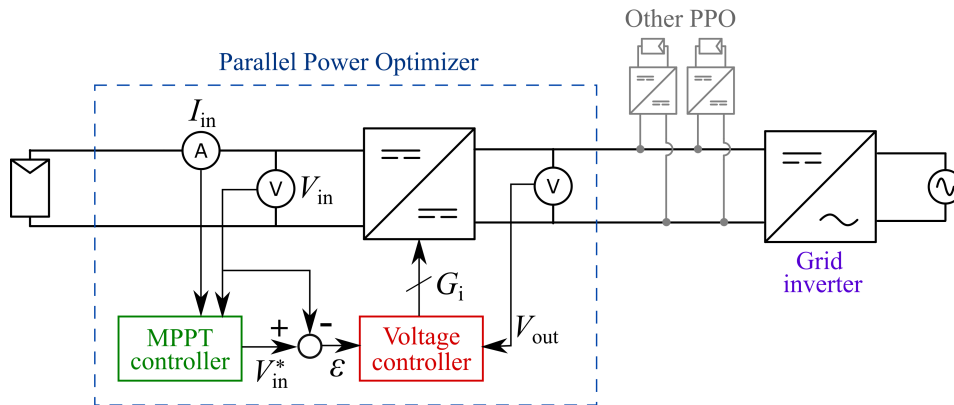 Other PPO
Parallel Power Optimizer
I_in
A
V
V_in
V
Grid
inverter
G_i
MPPT
controller
+
-
V*_in
ε
Voltage
controller
V_out